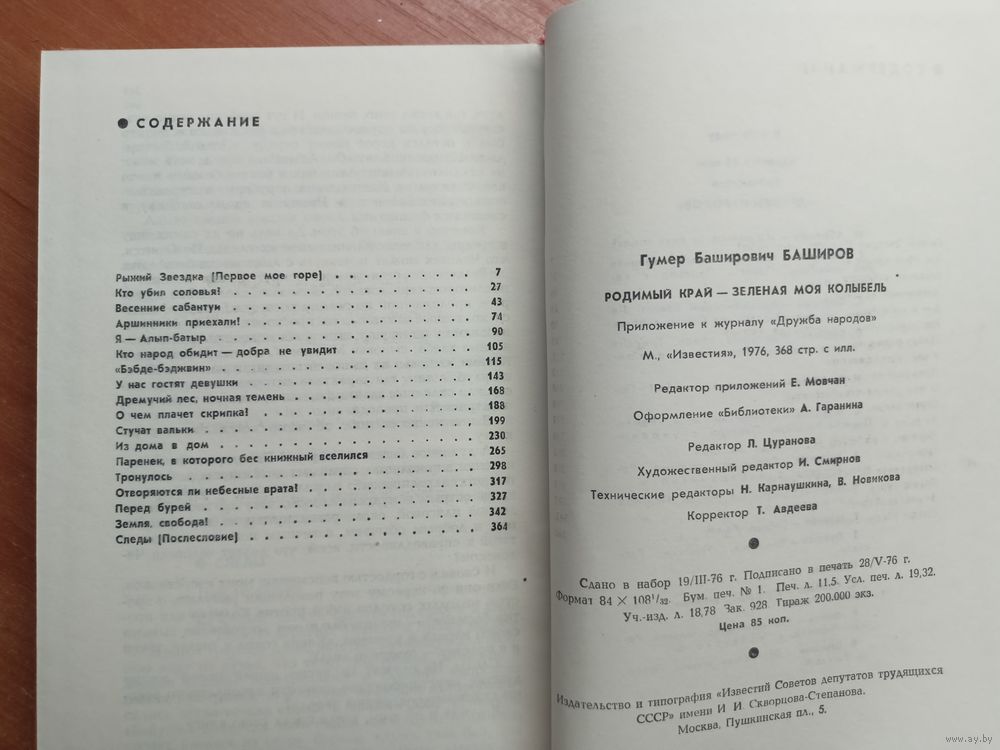 СОДЕРЖАНИЕ
Рыжий Звездка [Первое мое горе] . . . . . . . . . . 7
Кто убил соловья! . . . . . . . . . . . . . . . . 27
Весенние сабантуи . . . . . . . . . . . . . . . . 43
Аршинники приехали! . . . . . . . . . . . . . . . 74
Я — Алып-батыр . . . . . . . . . . . . . . . . . 90
Кто народ обидит — добра не увидит . . . . . . . . . 105
«Бэбде-бэджвин» . . . . . . . . . . . . . . . . . 115
У нас гостят девушки . . . . . . . . . . . . . . . 143
Дремучий лес, ночная темень . . . . . . . . . . . . 168
О чем плачет скрипка! . . . . . . . . . . . . . . 188
Стучат вальки . . . . . . . . . . . . . . . . . . 199
Из дома в дом . . . . . . . . . . . . . . . . . . 230
Паренек, в которого бес книжный вселился . . . . . . . 265
Тронулось . . . . . . . . . . . . . . . . . . . . 298
Отворяются ли небесные врата! . . . . . . . . . . . 317
Перед бурей . . . . . . . . . . . . . . . . . . . 327
Земля, свобода! . . . . . . . . . . . . . . . . . 342
Следы [Послесловие] . . . . . . . . . . . . . . . 364
Гумер Баширович БАШИРОВ
РОДИМЫЙ КРАЙ — ЗЕЛЕНАЯ МОЯ КОЛЫБЕЛЬ
Приложение к журналу «Дружба народов»
М., «Известия», 1976, 368 стр. с илл.
Редактор приложений Е. Мовчан
Оформление «Библиотеки» А. Гаранина
Редактор Л. Цуранова
Художественный редактор И. Смирнов
Технические редакторы Н. Карнаушкина, В. Новикова
Корректор Т. Авдеева
Сдано в набор 19/III-76 г. Подписано в печать 28/V-76 г.
Формат 84 × 108¹/₃₂. Бум. печ. № 1. Печ. л. 11.5. Усл. печ. л. 19,32.
Уч.-изд. л. 18,78 Зак. 928. Тираж 200.000 экз.
Цена 85 коп.
Издательство и типография «Известий Советов депутатов трудящихся
СССР» имени И. И. Скворцова-Степанова.
Москва, Пушкинская пл., 5.
www.ay.by